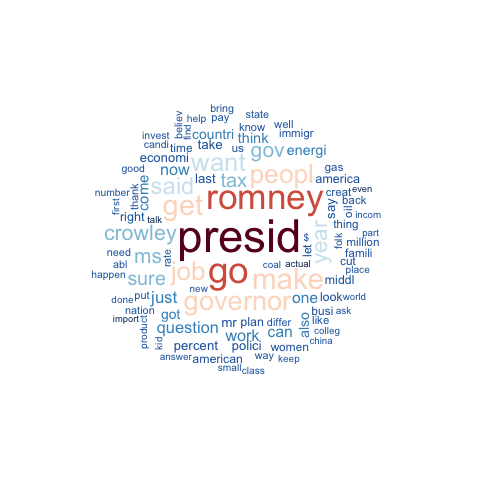 bring
believ
help
pay
state
invest
find
countri
know
well
candi
think
immigr
time
take
us
gov
energi
economi
want
good
now
last
tax
peopl
gas
america
number
thank
come
said
romney
creat
even
first
right
get
say
back
oil
incom
talk
presid
year
thing
part
crowley
$
folk
million
let
ms
go
famili
need
rate
job
coal
actual
cut
place
abl
sure
make
middl
happen
new
governor
put
just
one
look
world
done
nation
got
also
busi
ask
import
question
mr
plan
differ
can
like
colleg
product
kid
work
percent
polici
women
china
answer
american
way
keep
small
class